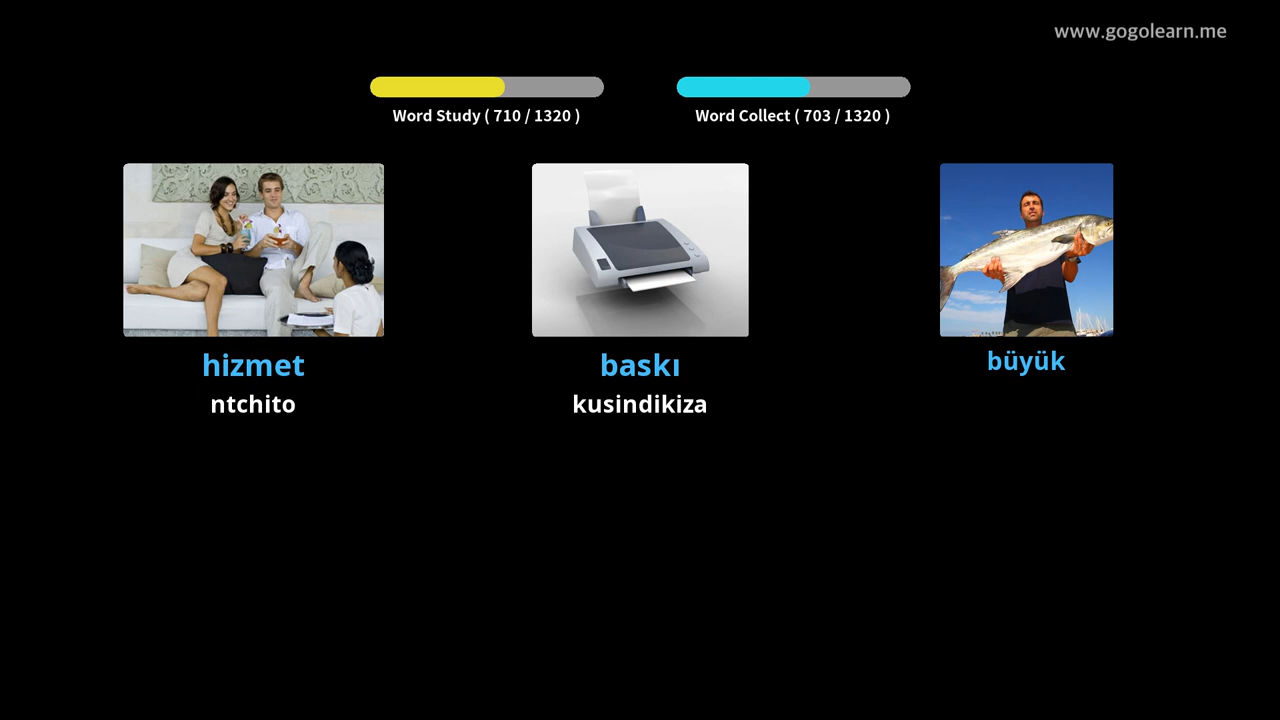 www.gogolearn.me
Word Study ( 710 / 1320 )
Word Collect ( 703 / 1320 )
hizmet
ntchito
baskı
kusindikiza
büyük